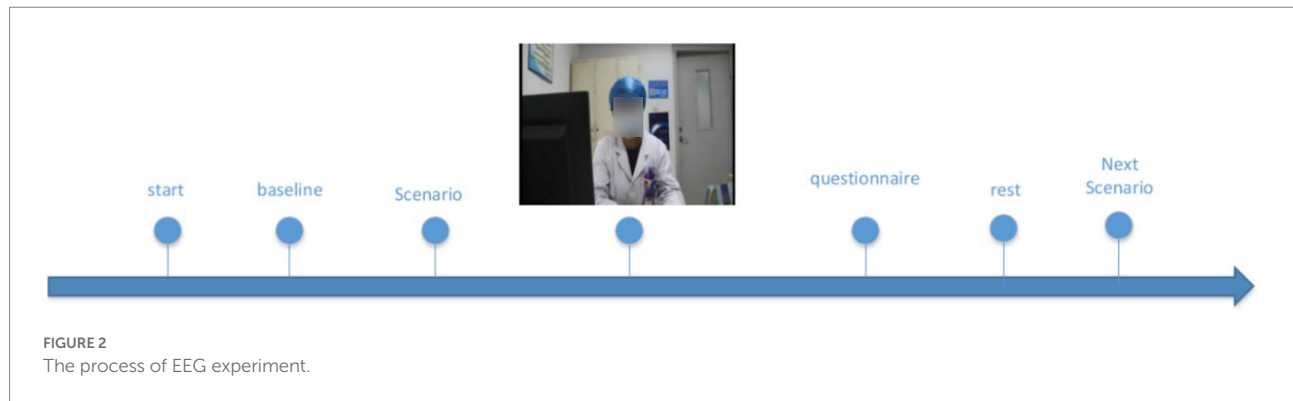 start
baseline
Scenario
questionnaire
rest
Next
Scenario
FIGURE 2
The process of EEG experiment.